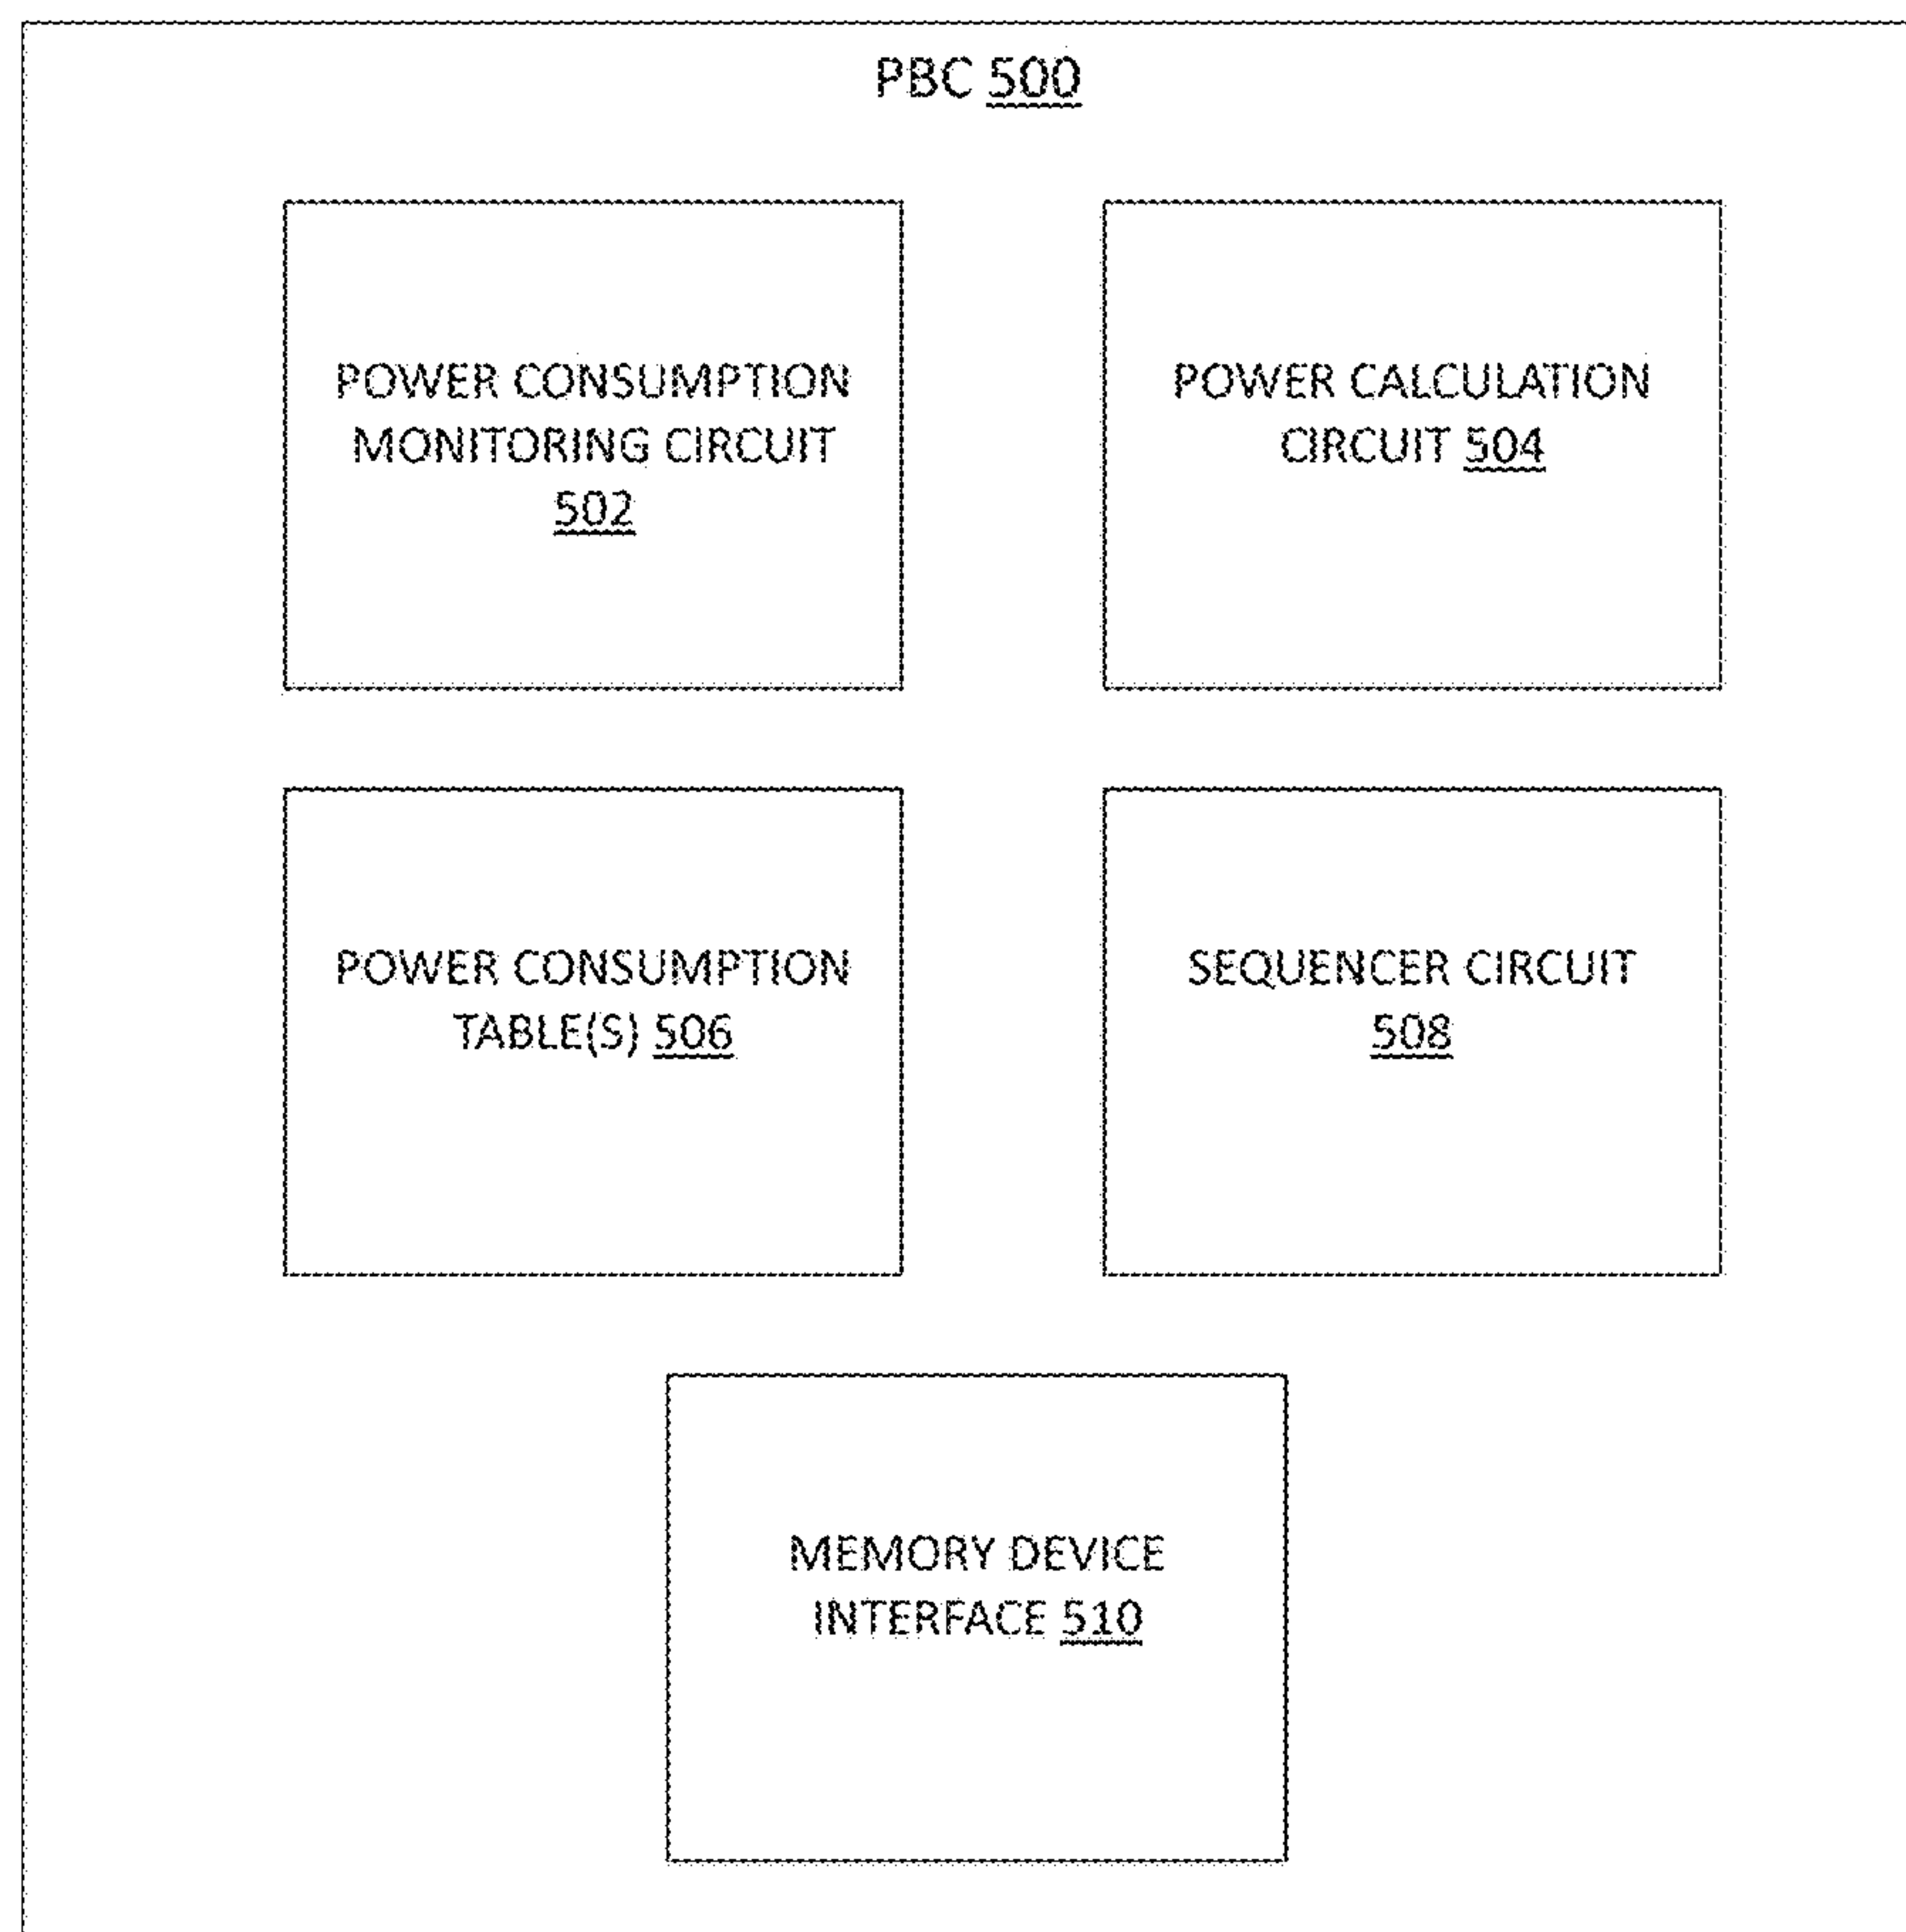 PBC 500
POWER CONSUMPTION
MONITORING CIRCUIT
502
POWER CALCULATION
CIRCUIT 504
POWER CONSUMPTION
TABLE(S) 506
SEQUENCER CIRCUIT
508
MEMORY DEVICE
INTERFACE 510